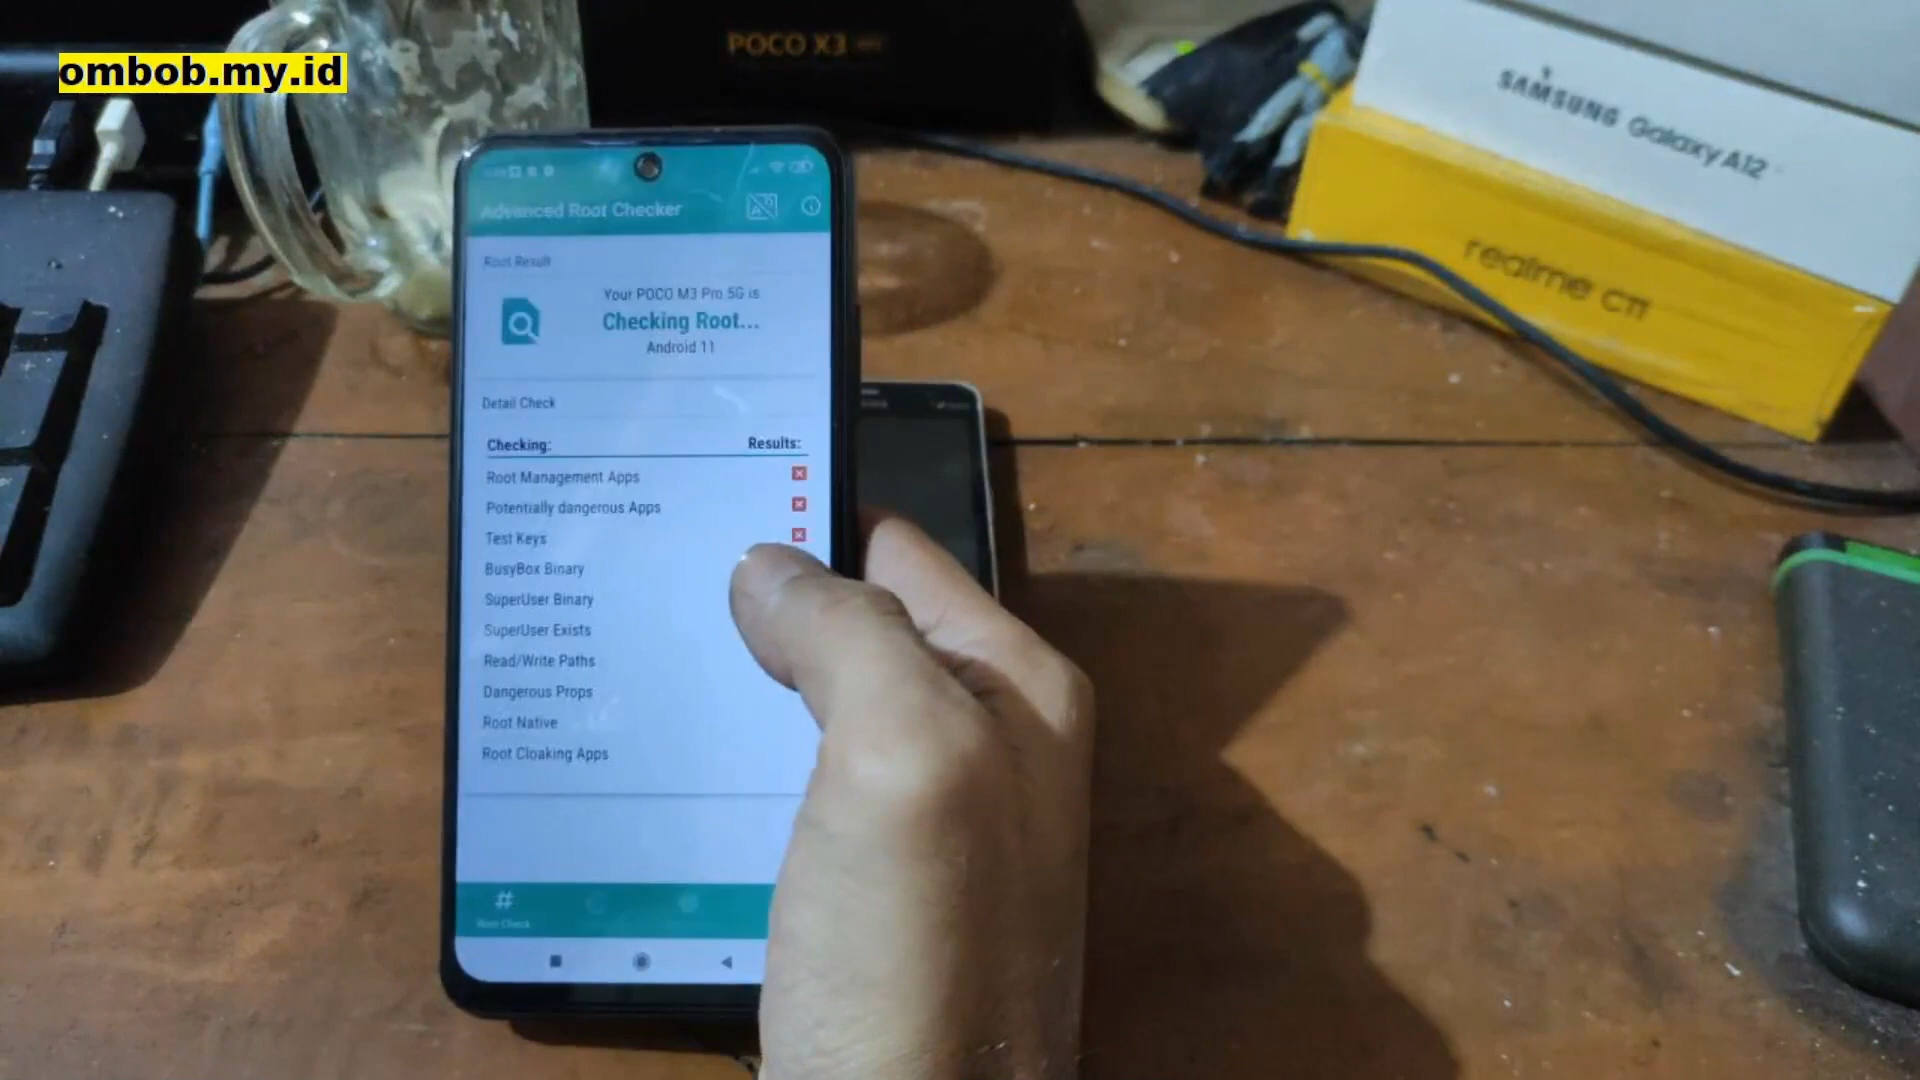 ombob.my.id
POCO X3
SAMSUNG Galaxy A12
realme C11
Advanced Root Checker
Root Result
Your POCO M3 Pro 5G is
Checking Root...
Android 11
Detail Check
Checking: Results:
Root Management Apps
Potentially dangerous Apps
Test Keys
BusyBox Binary
SuperUser Binary
SuperUser Exists
Read/Write Paths
Dangerous Props
Root Native
Root Cloaking Apps
Root Check